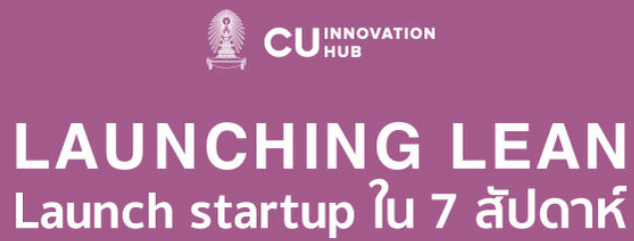 CU INNOVATION
HUB
LAUNCHING LEAN
Launch startup ใน 7 สัปดาห์